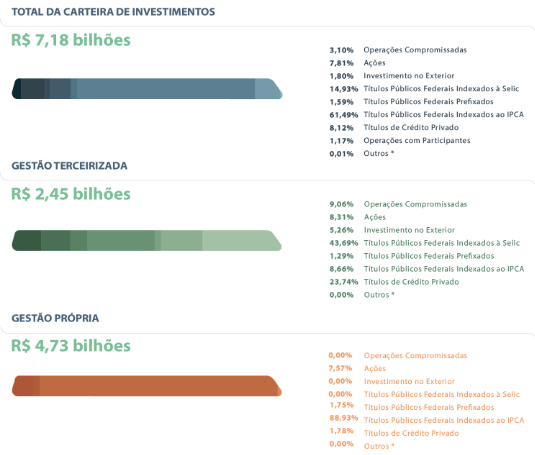 TOTAL DA CARTEIRA DE INVESTIMENTOS
R$ 7,18 bilhões
3,10% Operações Compromissadas
7,81% Ações
1,80% Investimento no Exterior
14,93% Títulos Públicos Federais Indexados à Selic
1,59% Títulos Públicos Federais Prefixados
61,49% Títulos Públicos Federais Indexados ao IPCA
8,12% Títulos de Crédito Privado
1,17% Operações com Participantes
0,01% Outros *
GESTÃO TERCEIRIZADA
R$ 2,45 bilhões
9,06% Operações Compromissadas
8,31% Ações
5,26% Investimento no Exterior
43,69% Títulos Públicos Federais Indexados à Selic
1,29% Títulos Públicos Federais Prefixados
8,66% Títulos Públicos Federais Indexados ao IPCA
23,74% Títulos de Crédito Privado
0,00% Outros *
GESTÃO PRÓPRIA
R$ 4,73 bilhões
0,00% Operações Compromissadas
7,57% Ações
0,00% Investimento no Exterior
0,00% Títulos Públicos Federais Indexados à Selic
1,75% Títulos Públicos Federais Prefixados
88,93% Títulos Públicos Federais Indexados ao IPCA
1,78% Títulos de Crédito Privado
0,00% Outros *